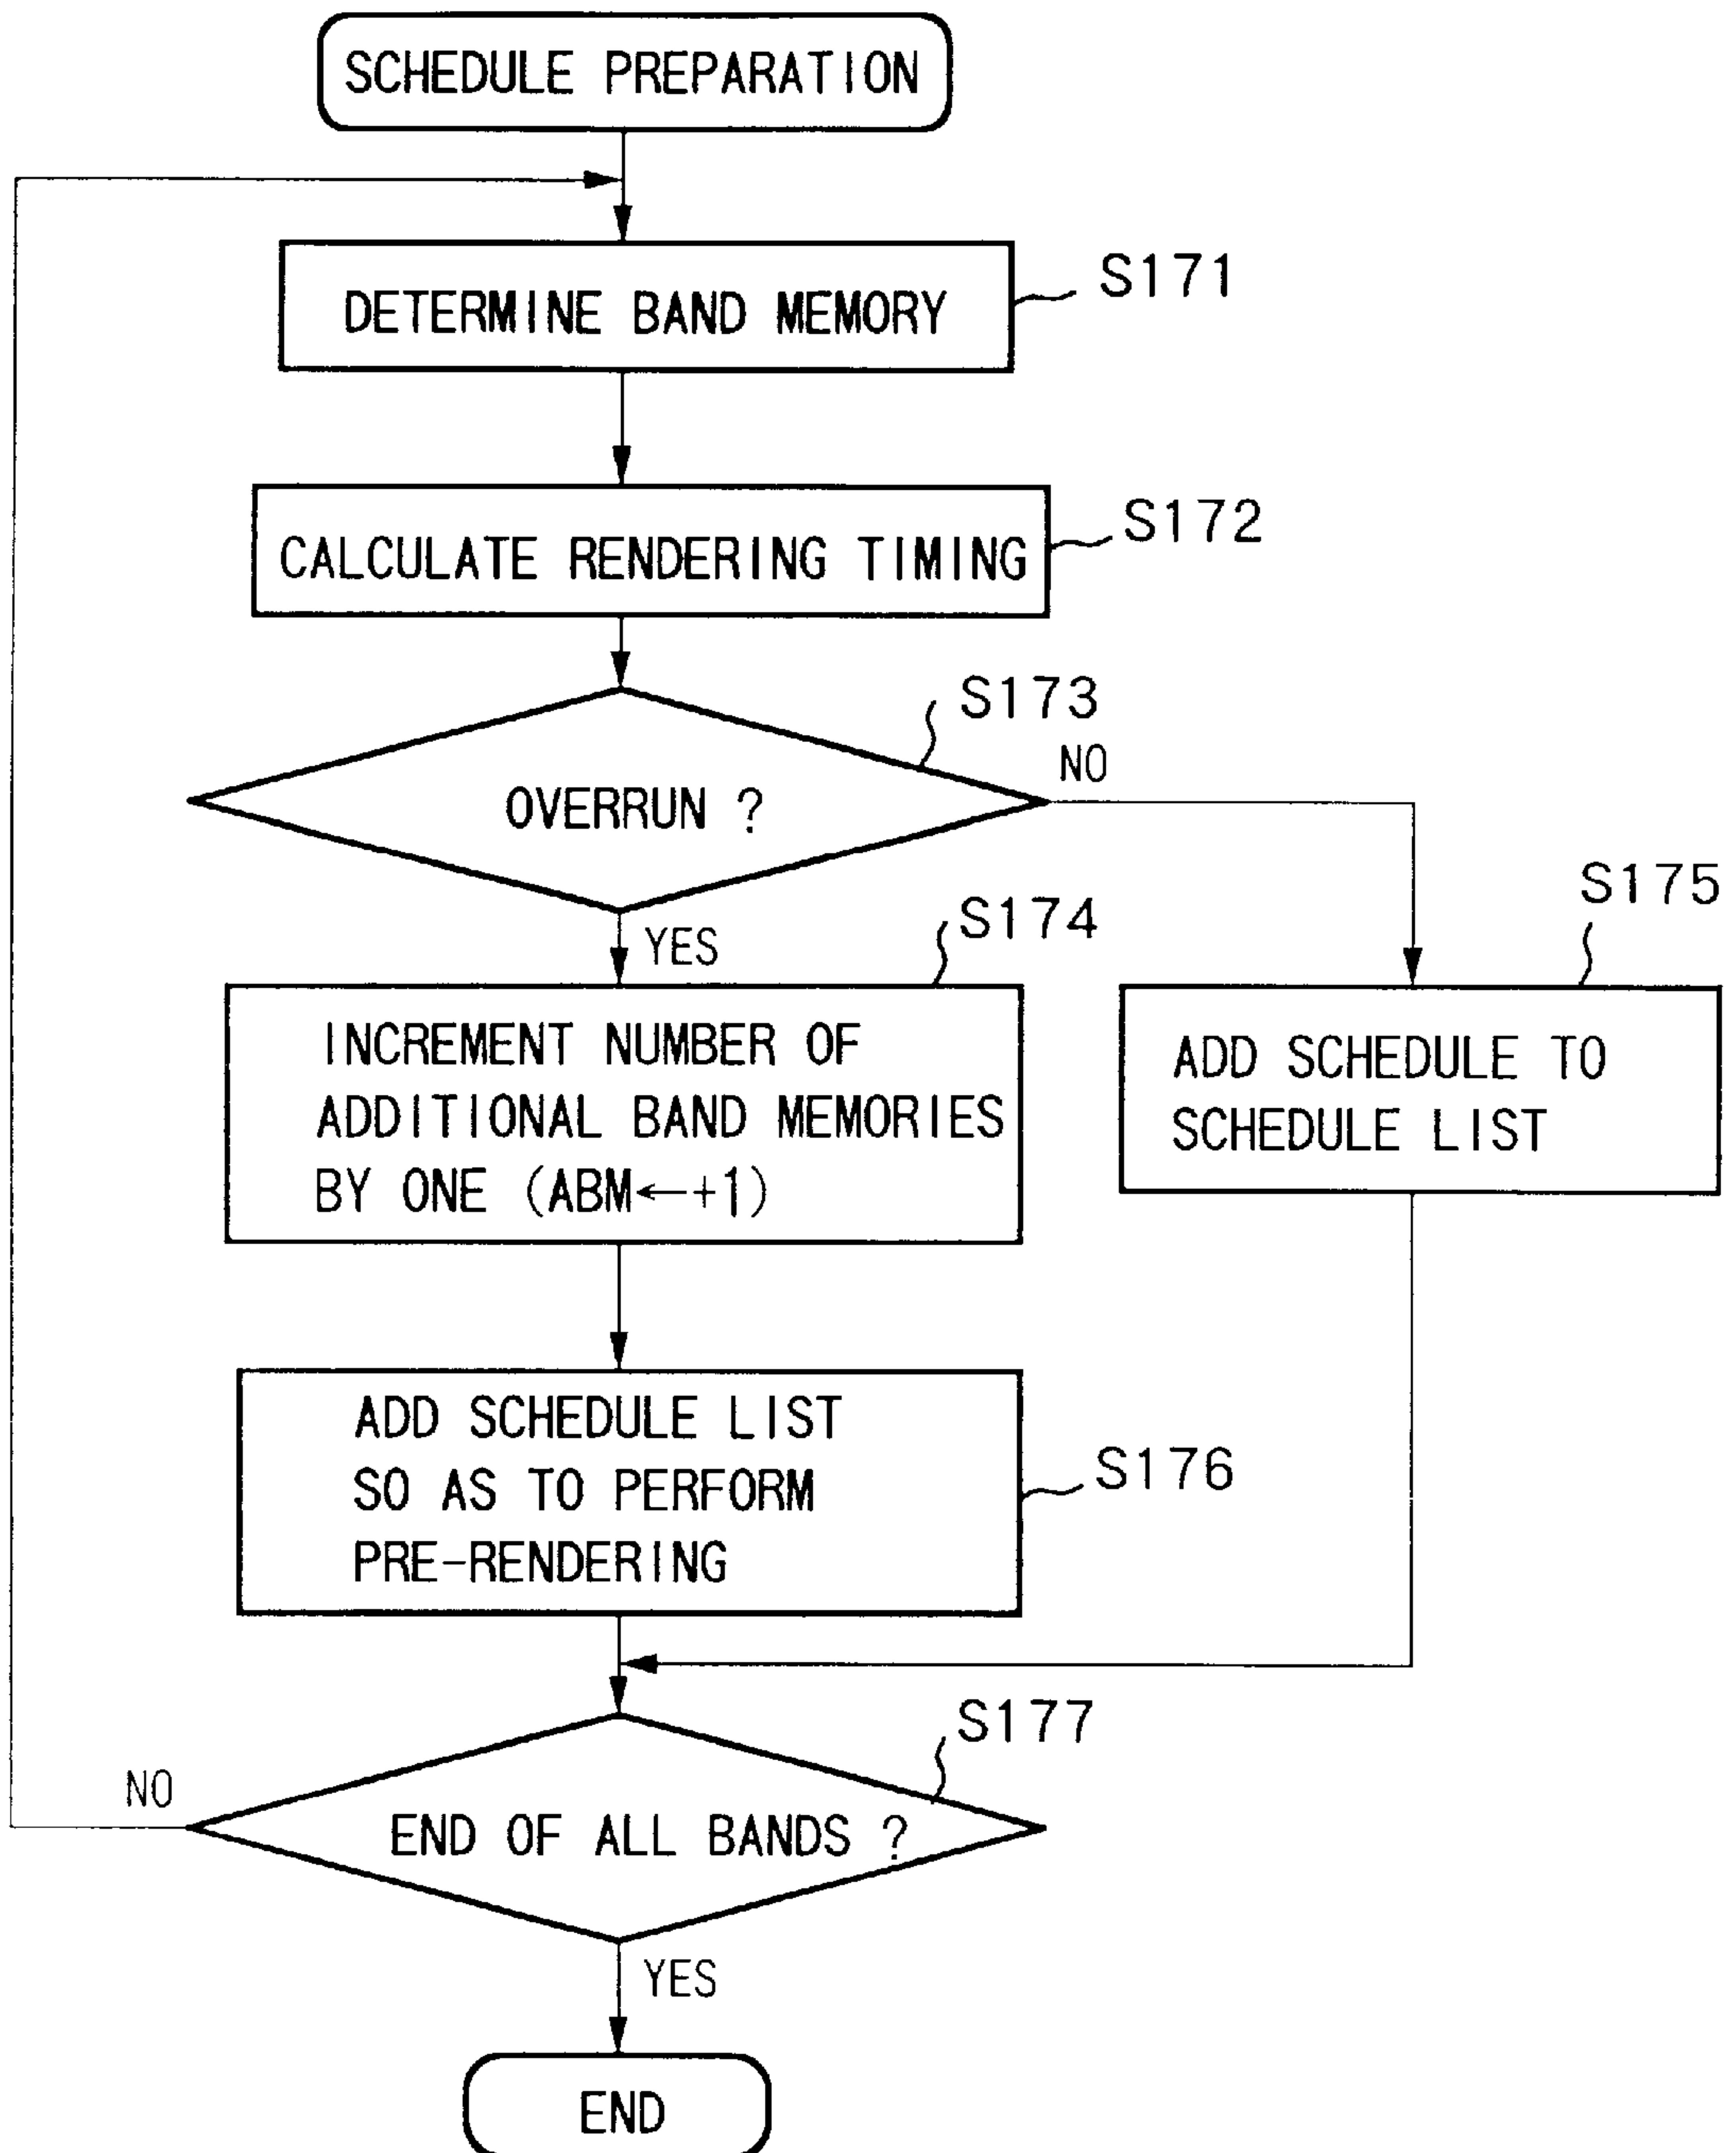 SCHEDULE PREPARATION
S171
DETERMINE BAND MEMORY
S172
CALCULATE RENDERING TIMING
S173
NO
OVERRUN ?
YES
S174
S175
INCREMENT NUMBER OF
ADDITIONAL BAND MEMORIES
BY ONE (ABM←+1)
ADD SCHEDULE TO
SCHEDULE LIST
ADD SCHEDULE LIST
SO AS TO PERFORM
PRE-RENDERING
S176
S177
NO
END OF ALL BANDS ?
YES
END